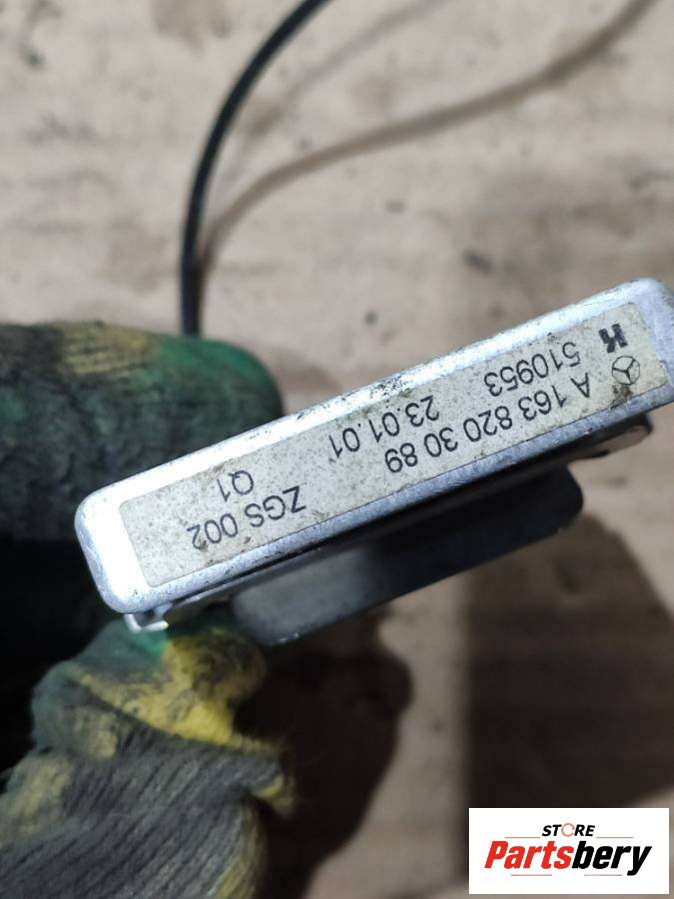 A 163 820 30 89
ZGS 002
510953
23.01.01
Q1
STORE
Partsbery